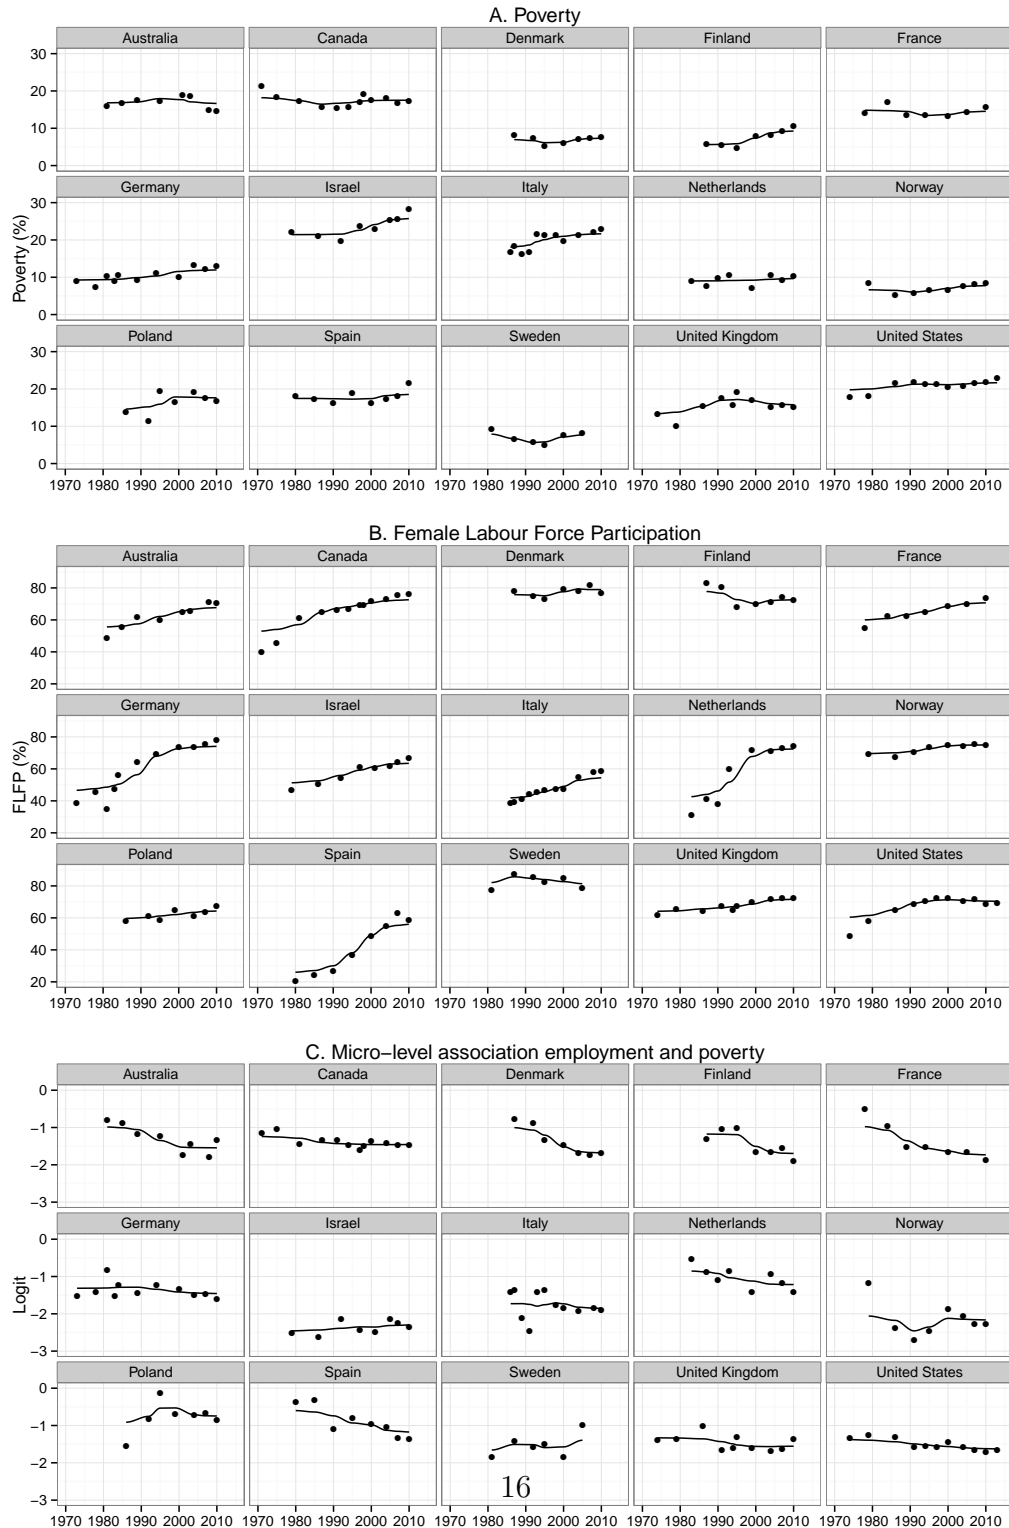 A. Poverty
Australia Canada Denmark Finland France
30
20
10
0
Germany Israel Italy Netherlands Norway
30
20
10
0
Poverty (%)
Poland Spain Sweden United Kingdom United States
30
20
10
0
1970 1980 1990 2000 2010 1970 1980 1990 2000 2010 1970 1980 1990 2000 2010 1970 1980 1990 2000 2010 1970 1980 1990 2000 2010
B. Female Labour Force Participation
Australia Canada Denmark Finland France
80
60
40
20
Germany Israel Italy Netherlands Norway
80
60
40
20
FLFP (%)
Poland Spain Sweden United Kingdom United States
80
60
40
20
1970 1980 1990 2000 2010 1970 1980 1990 2000 2010 1970 1980 1990 2000 2010 1970 1980 1990 2000 2010 1970 1980 1990 2000 2010
C. Micro−level association employment and poverty
Australia Canada Denmark Finland France
0
−1
−2
−3
Germany Israel Italy Netherlands Norway
0
−1
−2
−3
Logit
Poland Spain Sweden United Kingdom United States
0
−1
−2
−3
16
1970 1980 1990 2000 2010 1970 1980 1990 2000 2010 1970 1980 1990 2000 2010 1970 1980 1990 2000 2010 1970 1980 1990 2000 2010